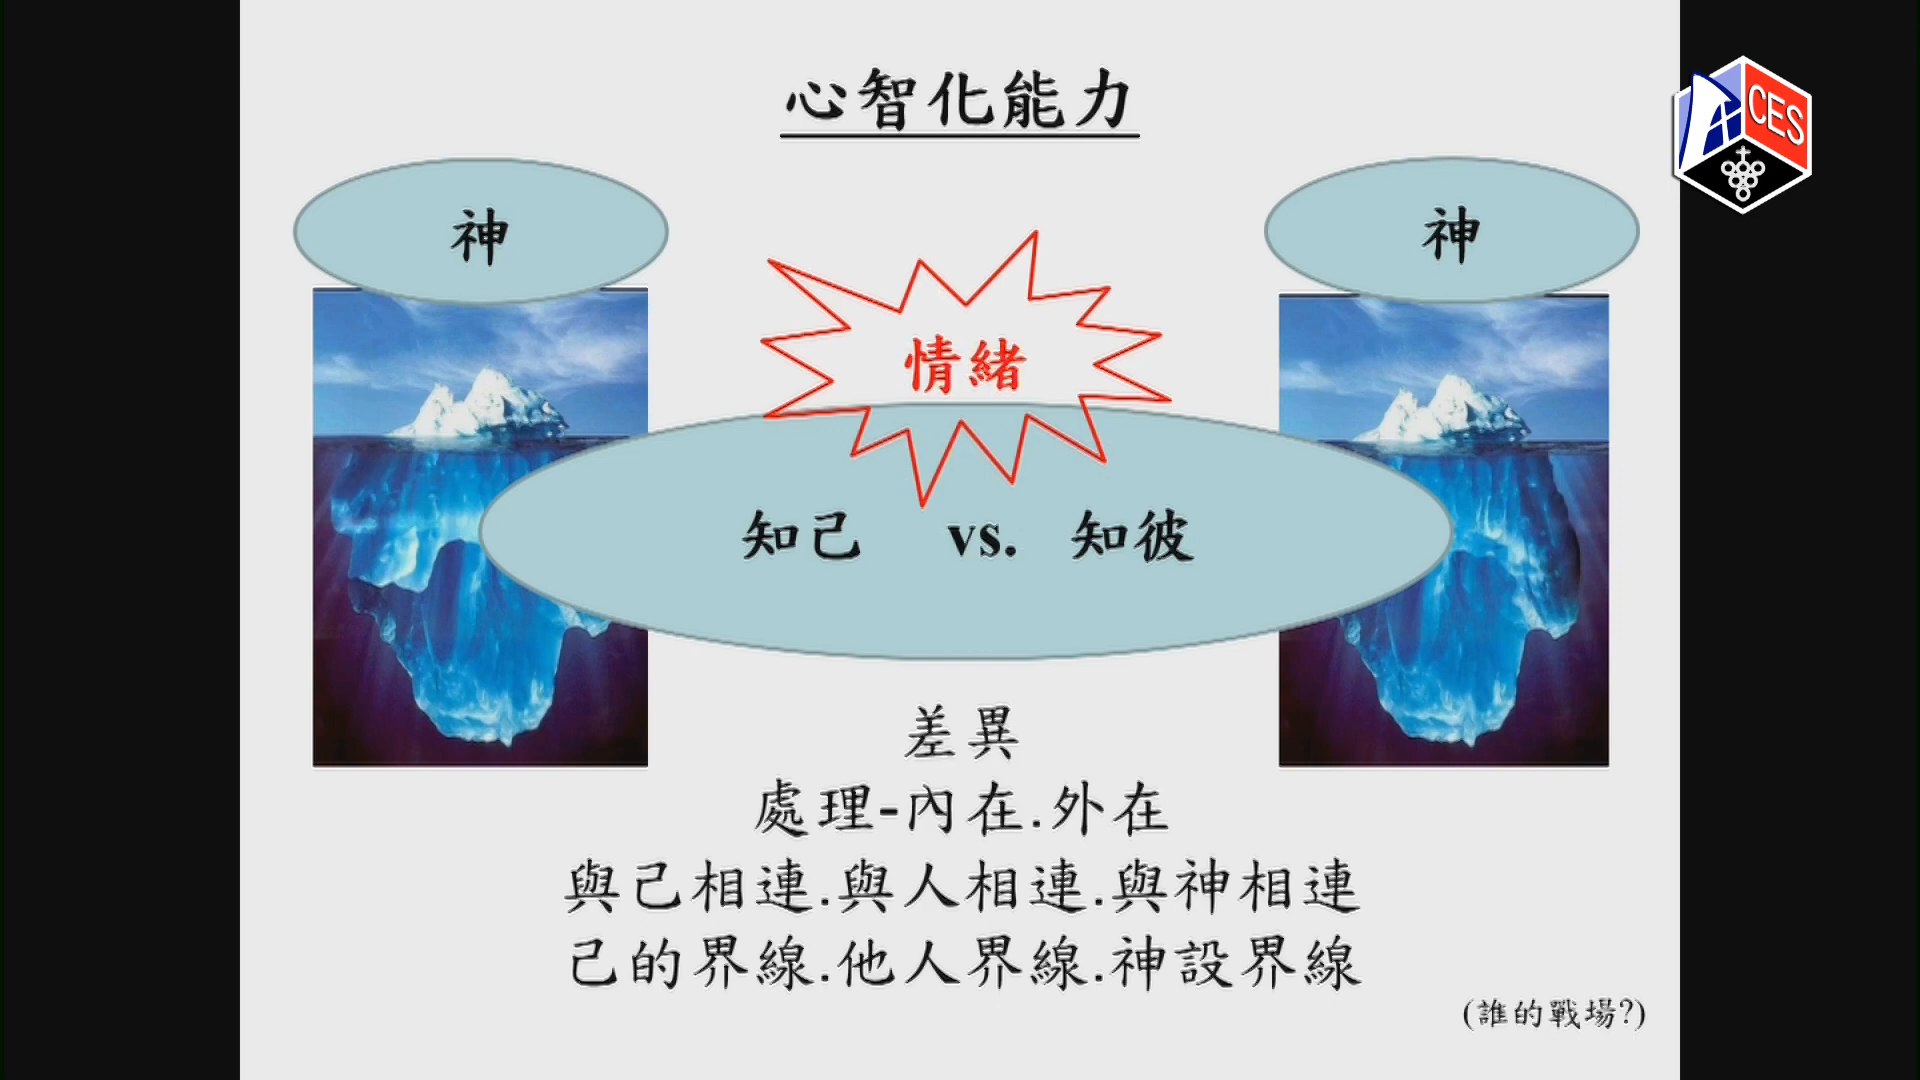 心智化能力
CES
神
神
情緒
知己 vs. 知彼
差異
處理-內在.外在
與己相連.與人相連.與神相連
己的界線.他人界線.神設界線
(誰的戰場?)